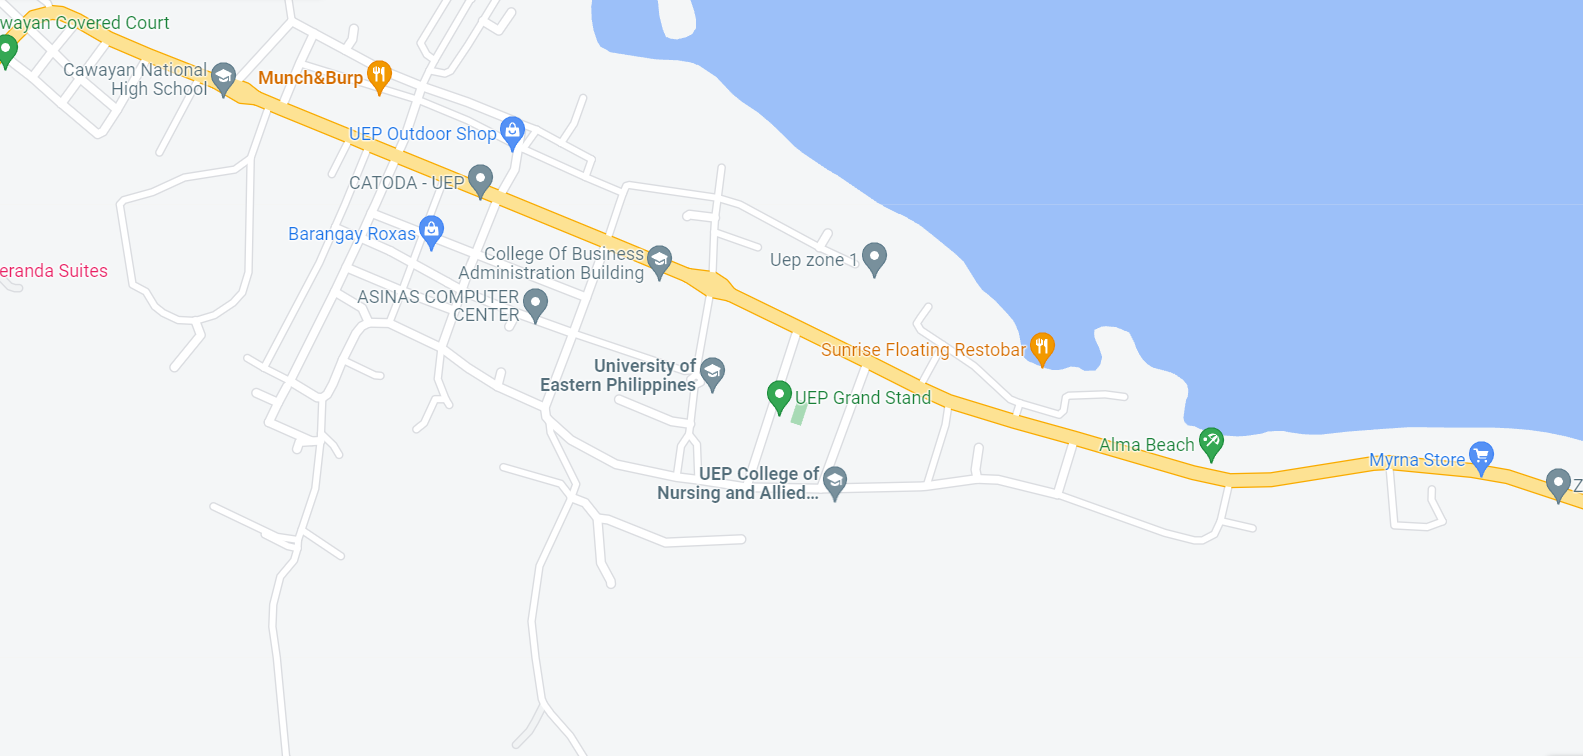 wayan Covered Court
Cawayan National
High School
Munch&Burp
UEP Outdoor Shop
CATODA - UEP
Barangay Roxas
College Of Business
Administration Building
Uep zone 1
eranda Suites
ASINAS COMPUTER
CENTER
Sunrise Floating Restobar
University of
Eastern Philippines
UEP Grand Stand
Alma Beach
Myrna Store
UEP College of
Nursing and Allied...
Z